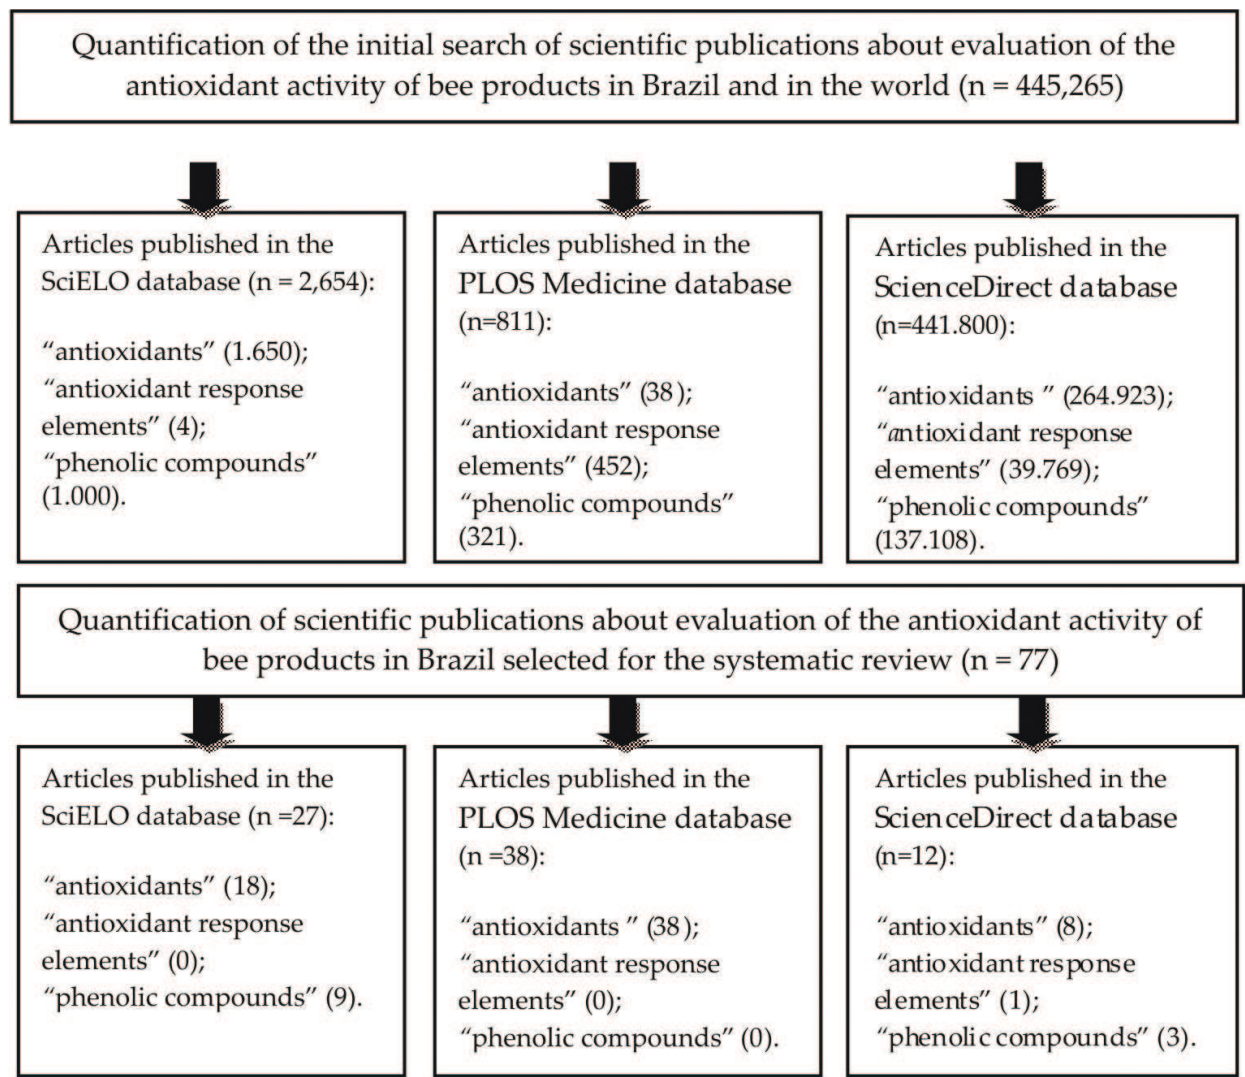 Quantification of the initial search of scientific publications about evaluation of the
antioxidant activity of bee products in Brazil and in the world (n = 445,265)
Articles published in the
SciELO database (n = 2,654):
“antioxidants” (1.650);
“antioxidant response
elements” (4);
“phenolic compounds”
(1.000).
Articles published in the
PLOS Medicine database
(n=811):
“antioxidants” (38);
“antioxidant response
elements” (452);
“phenolic compounds”
(321).
Articles published in the
ScienceDirect database
(n=441.800):
“antioxidants ” (264.923);
“antioxidant response
elements” (39.769);
“phenolic compounds”
(137.108).
Quantification of scientific publications about evaluation of the antioxidant activity of
bee products in Brazil selected for the systematic review (n = 77)
Articles published in the
SciELO database (n =27):
“antioxidants” (18);
“antioxidant response
elements” (0);
“phenolic compounds” (9).
Articles published in the
PLOS Medicine database
(n =38):
“antioxidants ” (38);
“antioxidant response
elements” (0);
“phenolic compounds” (0).
Articles published in the
ScienceDirect database
(n=12):
“antioxidants” (8);
“antioxidant response
elements” (1);
“phenolic compounds” (3).